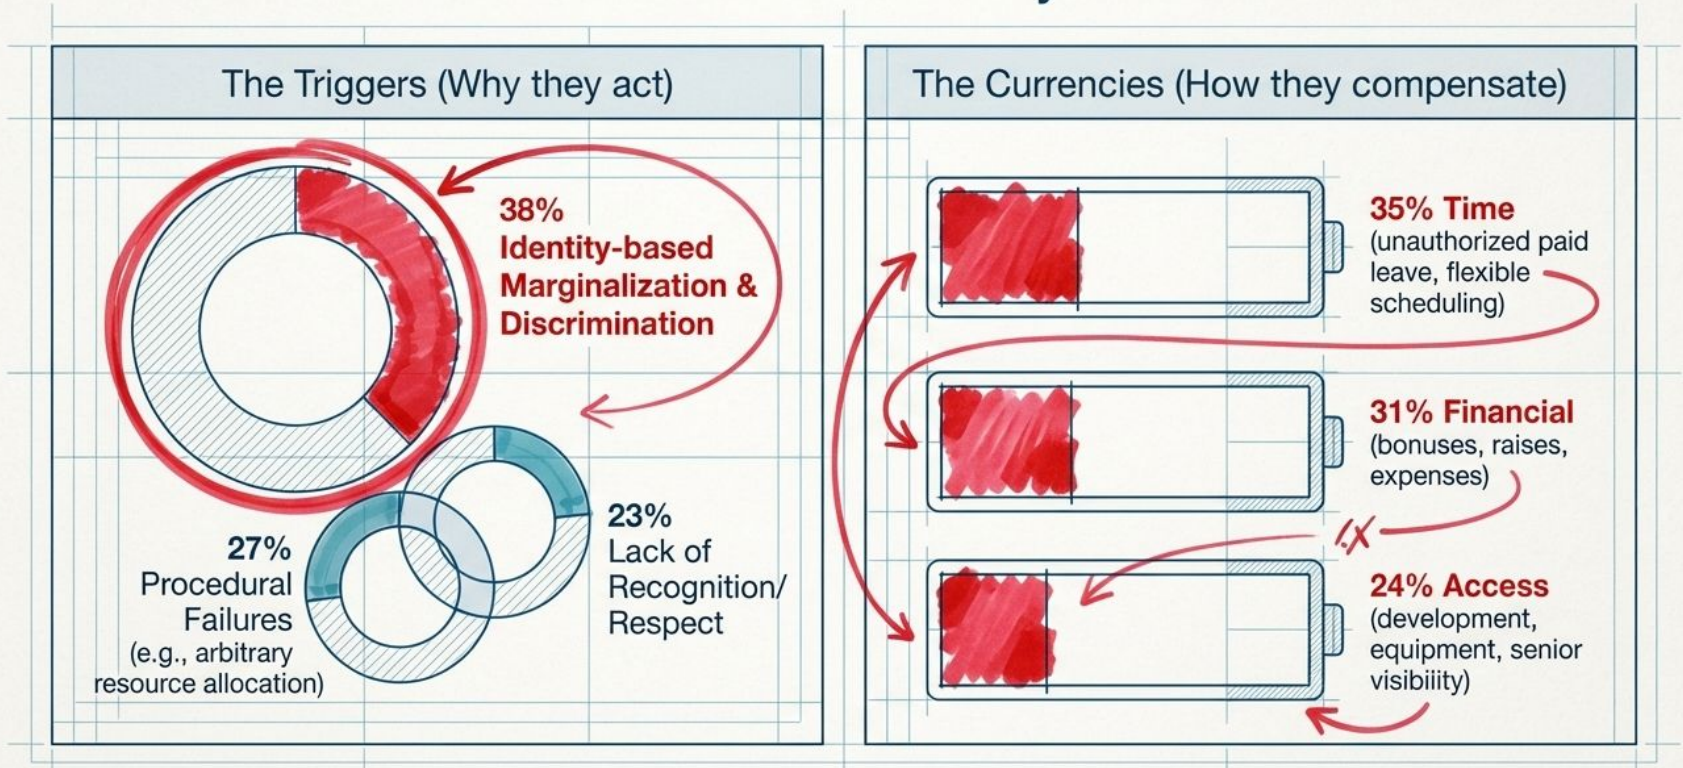 The Triggers (Why they act)
38%
Identity-based
Marginalization &
Discrimination
27%
Procedural
Failures
(e.g., arbitrary
resource allocation)
23%
Lack of
Recognition/
Respect
The Currencies (How they compensate)
35% Time
(unauthorized paid
leave, flexible
scheduling)
31% Financial
(bonuses, raises,
expenses)
24% Access
(development,
equipment, senior
visibiiity)